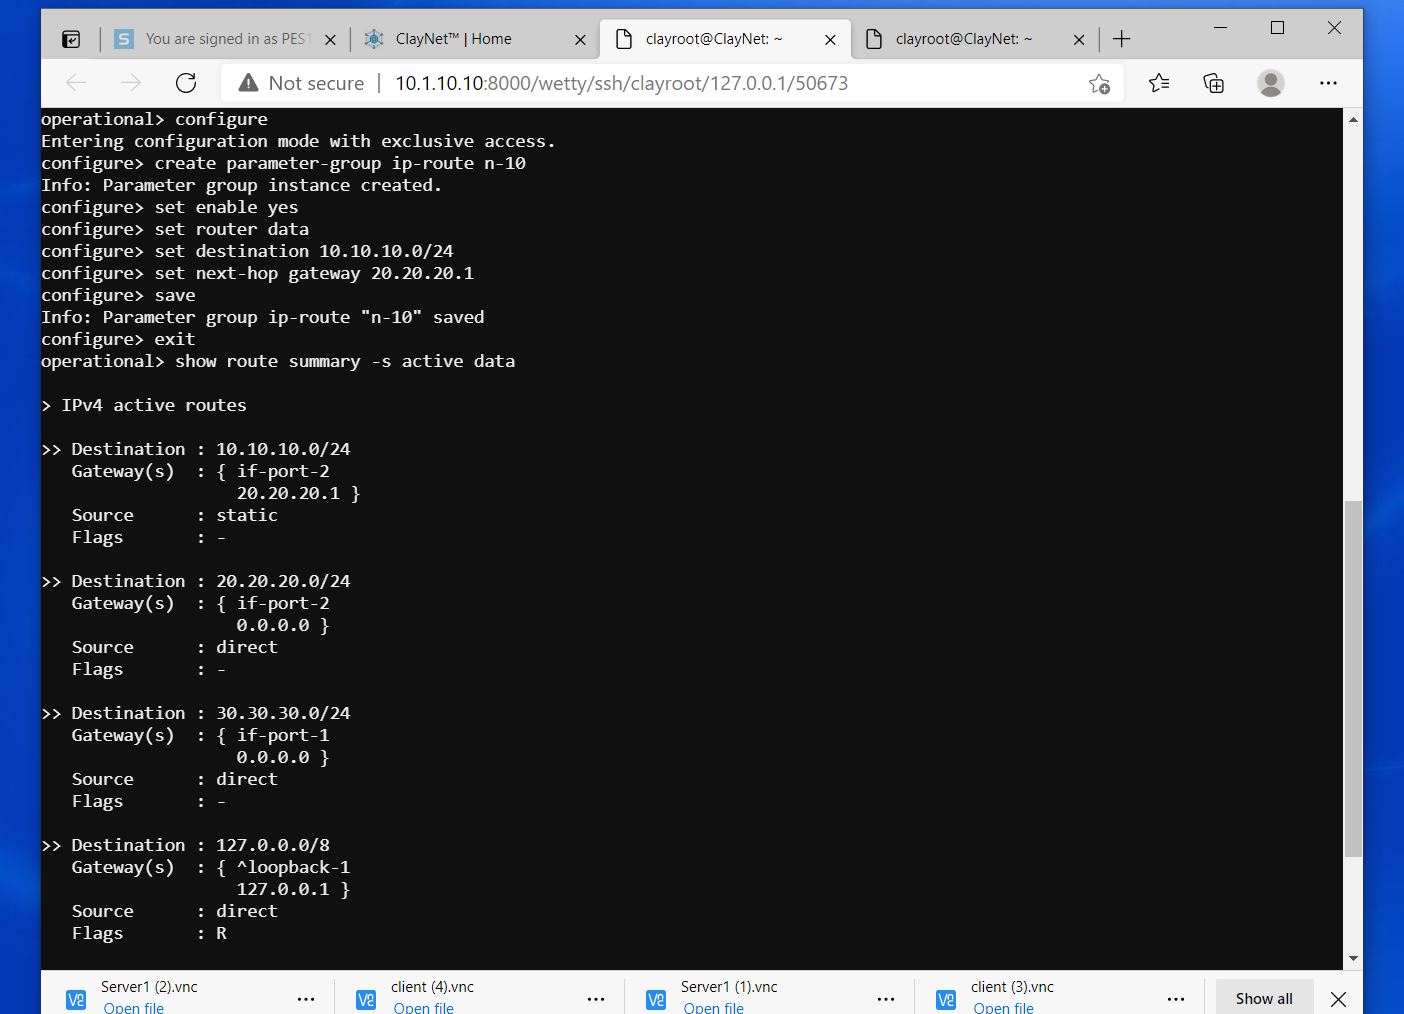 You are signed in as PES1
ClayNet™ | Home
clayroot@ClayNet: ~
clayroot@ClayNet: ~
Not secure | 10.1.10.10:8000/wetty/ssh/clayroot/127.0.0.1/50673
operational> configure
Entering configuration mode with exclusive access.
configure> create parameter-group ip-route n-10
Info: Parameter group instance created.
configure> set enable yes
configure> set router data
configure> set destination 10.10.10.0/24
configure> set next-hop gateway 20.20.20.1
configure> save
Info: Parameter group ip-route "n-10" saved
configure> exit
operational> show route summary -s active data
> IPv4 active routes
>> Destination : 10.10.10.0/24
Gateway(s) : { if-port-2
20.20.20.1 }
Source : static
Flags : -
>> Destination : 20.20.20.0/24
Gateway(s) : { if-port-2
0.0.0.0 }
Source : direct
Flags : -
>> Destination : 30.30.30.0/24
Gateway(s) : { if-port-1
0.0.0.0 }
Source : direct
Flags : -
>> Destination : 127.0.0.0/8
Gateway(s) : { ^loopback-1
127.0.0.1 }
Source : direct
Flags : R
Server1 (2).vnc
Open file
client (4).vnc
Open file
Server1 (1).vnc
Open file
client (3).vnc
Open file
Show all